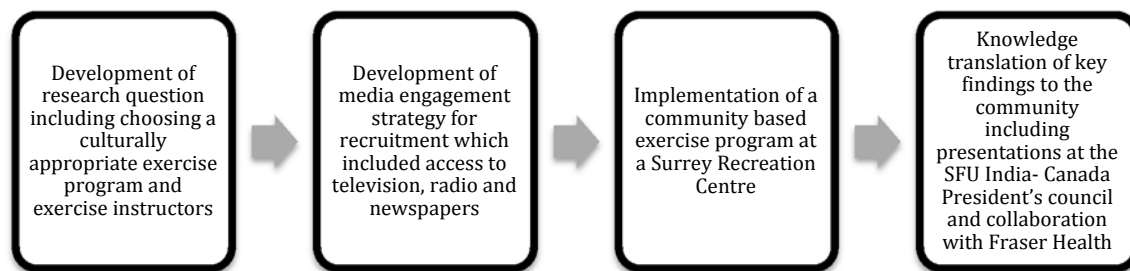 Development of
research question
including choosing a
culturally
appropriate exercise
program and
exercise instructors
Development of
media engagement
strategy for
recruitment which
included access to
television, radio and
newspapers
Implementation of a
community based
exercise program at
a Surrey Recreation
Centre
Knowledge
translation of key
findings to the
community
including
presentations at the
SFU India- Canada
President's council
and collaboration
with Fraser Health